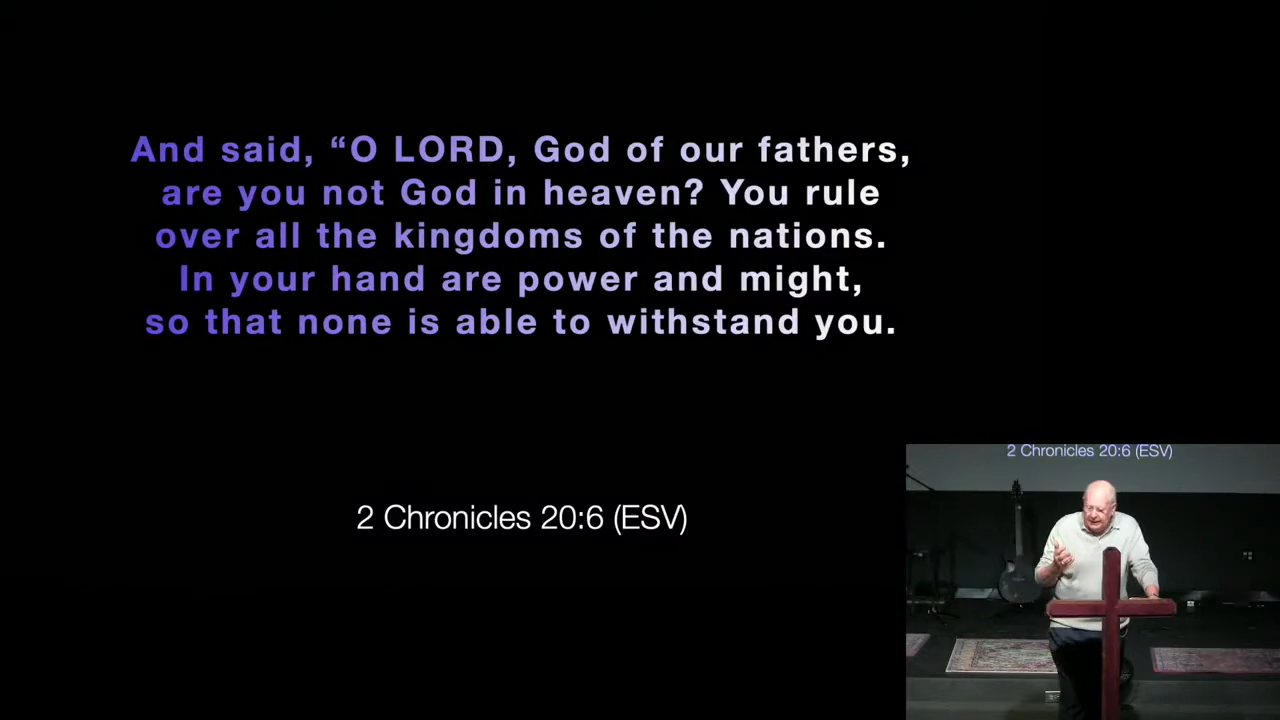 And said, “O LORD, God of our fathers,
are you not God in heaven? You rule
over all the kingdoms of the nations.
In your hand are power and might,
so that none is able to withstand you.
2 Chronicles 20:6 (ESV)
2 Chronicles 20:6 (ESV)